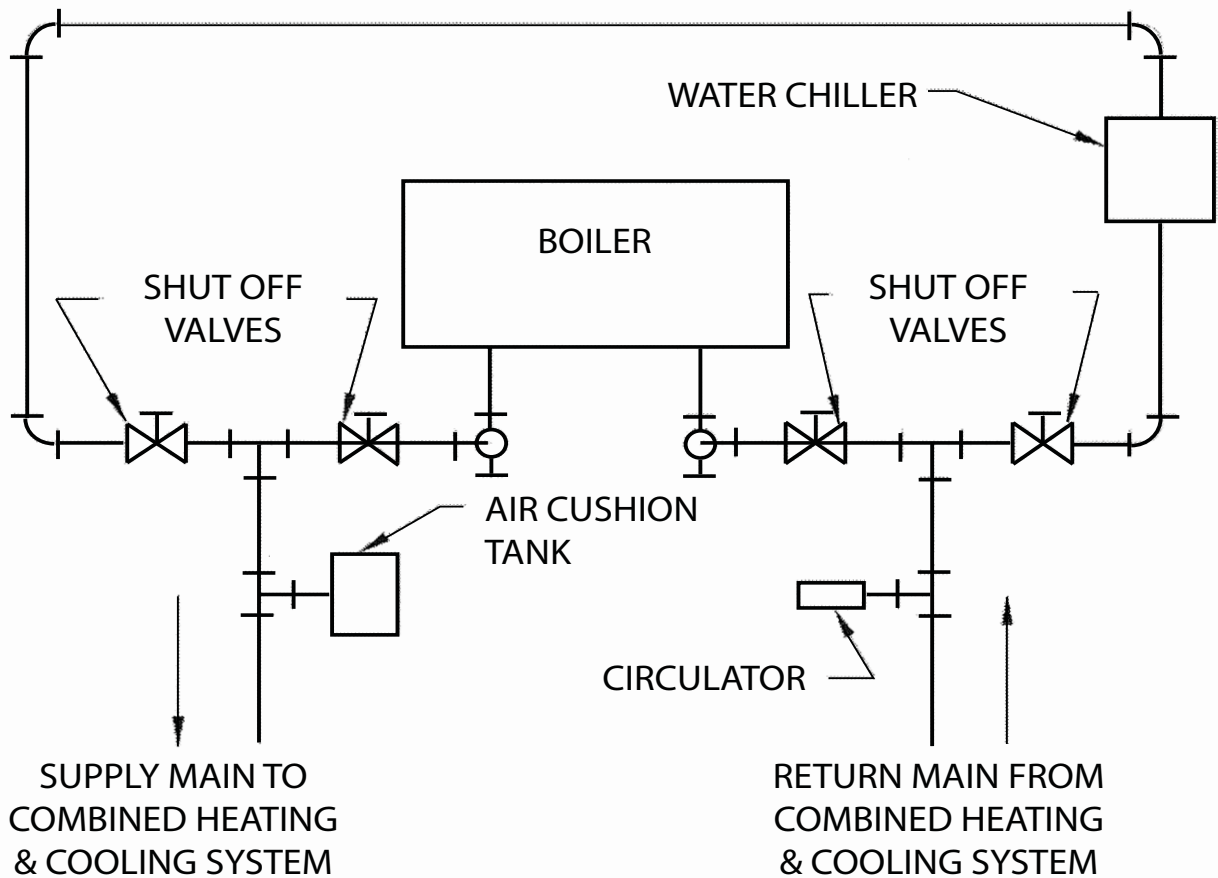 WATER CHILLER
BOILER
SHUT OFF
VALVES
SHUT OFF
VALVES
AIR CUSHION
TANK
CIRCULATOR
SUPPLY MAIN TO
COMBINED HEATING
& COOLING SYSTEM
RETURN MAIN FROM
COMBINED HEATING
& COOLING SYSTEM